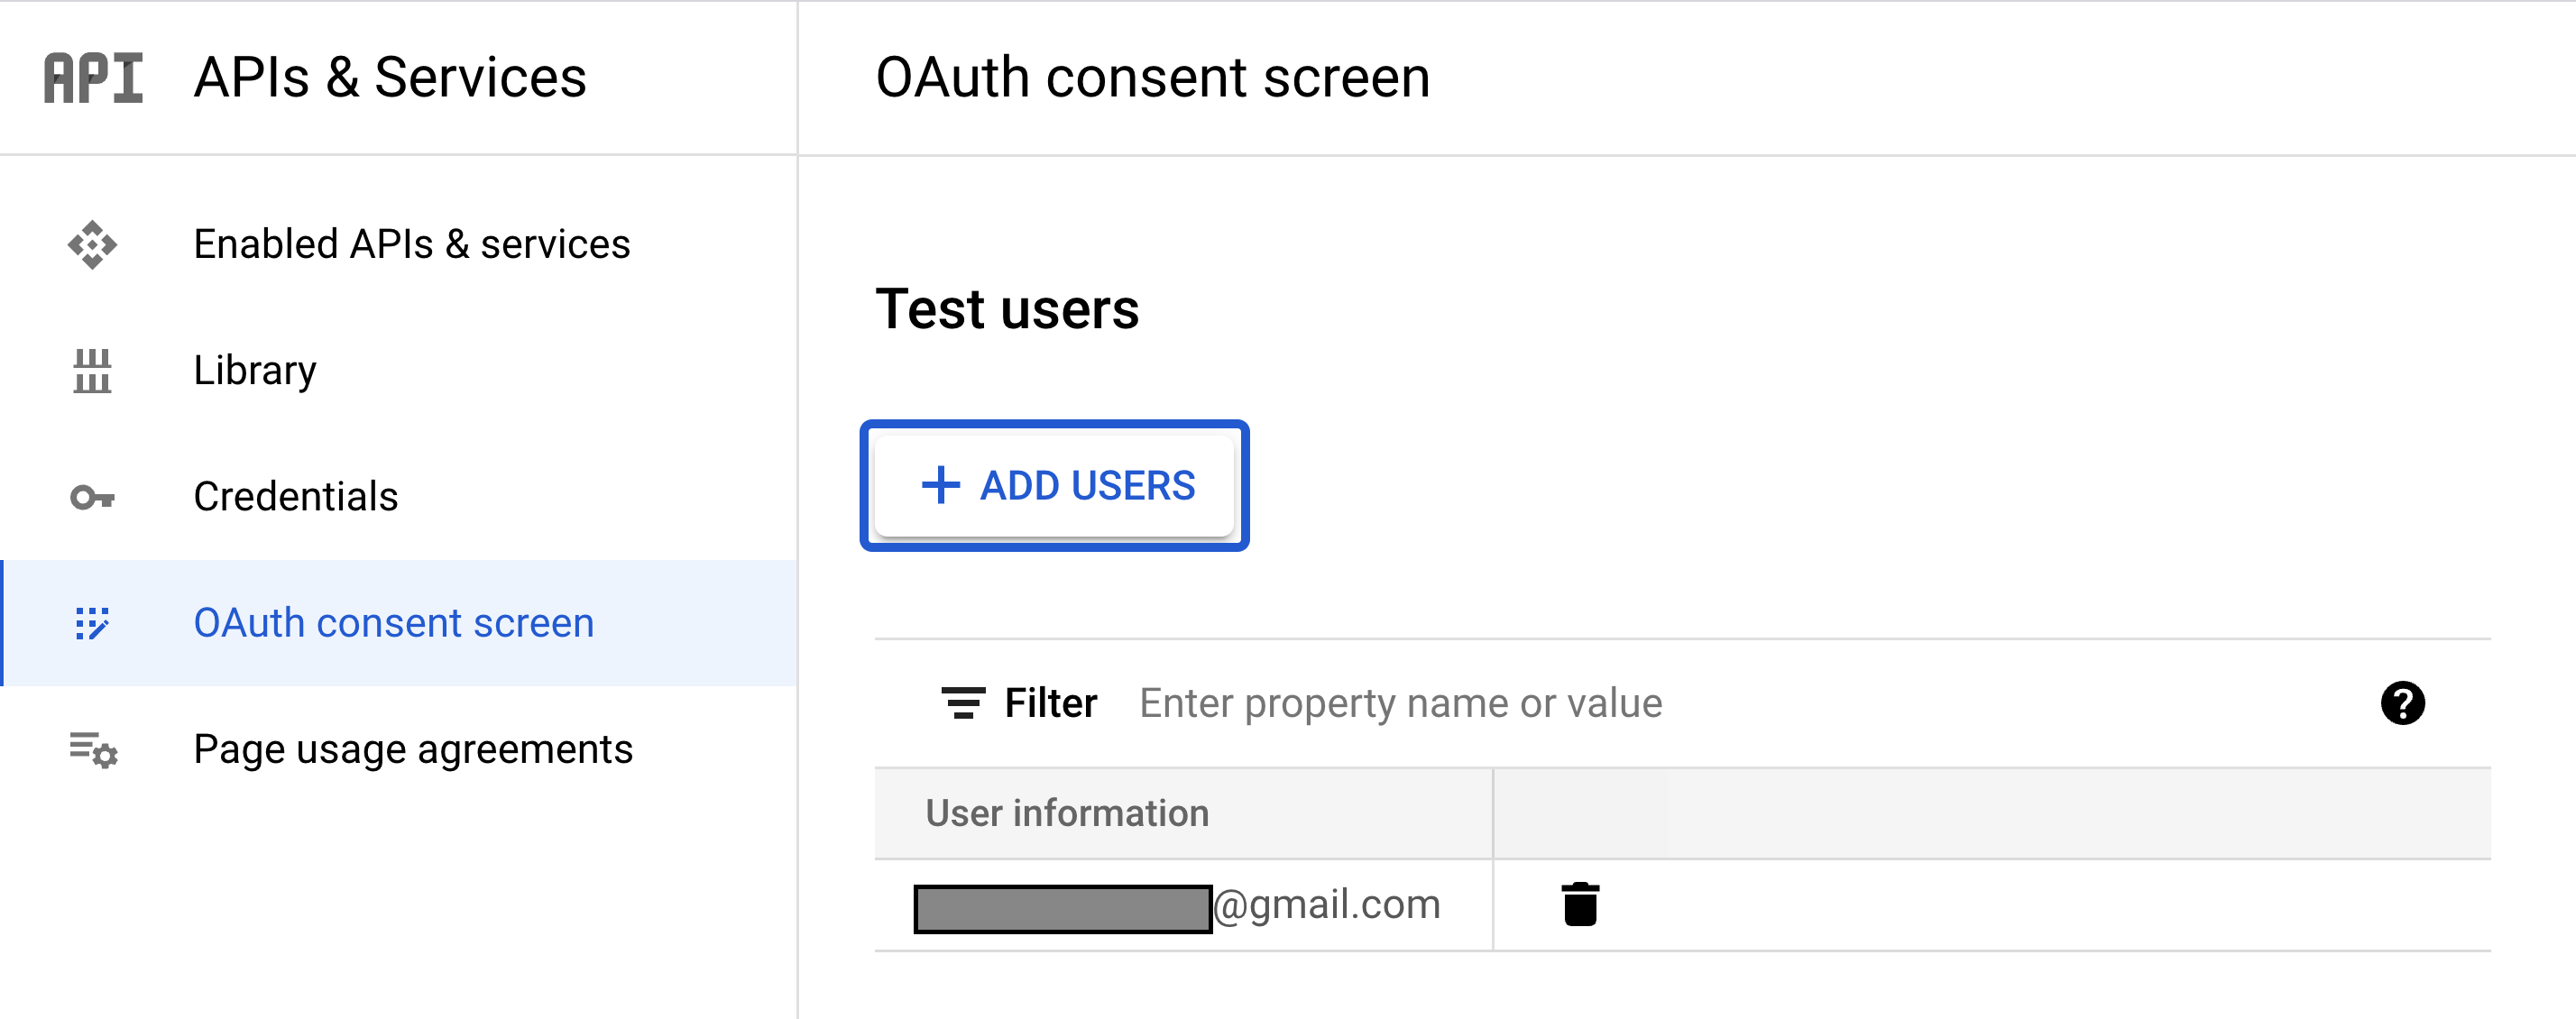 API APIs & Services
OAuth consent screen
Enabled APIs & services
Library
Credentials
OAuth consent screen
Page usage agreements
Test users
+ ADD USERS
Filter Enter property name or value ?
User information
@gmail.com